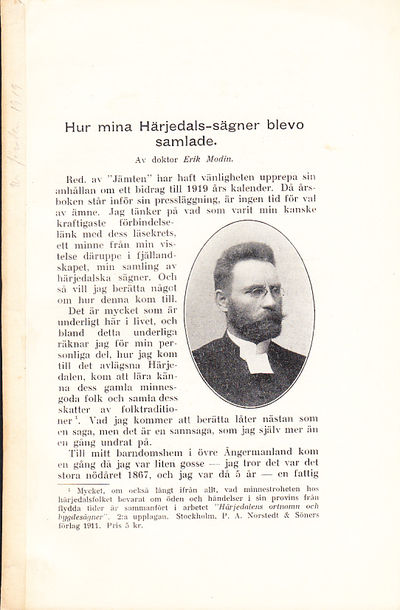 Hur mina Härjedals-sägner blevo
samlade.
Av doktor Erik Modin.
Red. av "Jämten" har haft vänligheten upprepa sin
anhållan om ett bidrag till 1919 års kalender. Då års-
boken står inför sin pressläggning, är ingen tid för val
av ämne. Jag tänker på vad som varit min kanske
kraftigaste förbindelse-
länk med dess läsekrets,
ett minne från min vis-
telse däruppe i fjälland-
skapet, min samling av
härjedalska sägner. Och
så vill jag berätta något
om hur denna kom till.
Det är mycket som är
underligt här i livet, och
bland detta underliga
räknar jag för min per-
sonliga del, hur jag kom
till det avlägsna Härje-
dalen, kom att lära kän-
na dess gamla minnes-
goda folk och samla dess
skatter av folktraditio-
ner¹. Vad jag kommer att berätta låter nästan som
en saga, men det är en sannsaga, som jag själv mer än
en gång undrat på.
Till mitt barndomshem i övre Ångermanland kom
en gång då jag var liten gosse — jag tror det var det
stora nödåret 1867, och jag var då 5 år — en fattig
¹ Mycket, om också långt ifrån allt, vad minnestroheten hos
härjedalsfolket bevarat om öden och händelser i sin provins från
flydda tider är sammanfört i arbetet "Härjedalens ortnamn och
bygdesägner". 2:a upplagan. Stockholm. P. A. Norstedt & Söners
förlag 1911. Pris 5 kr.